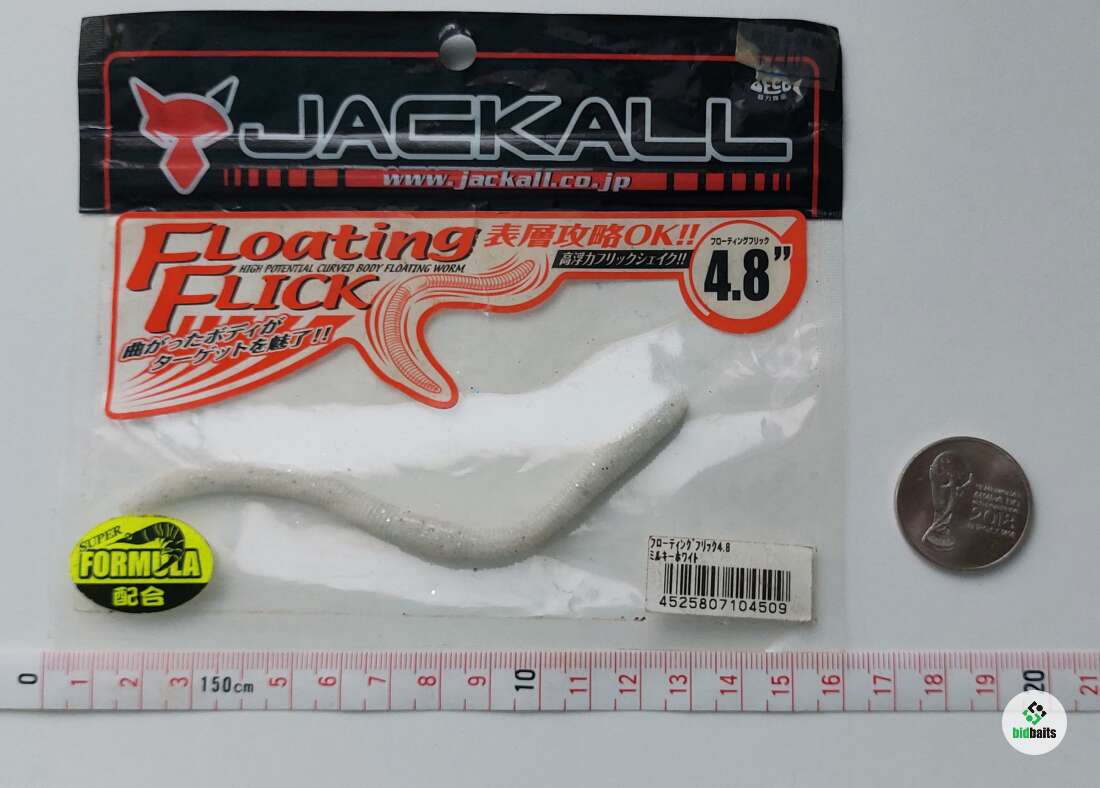 JACKALL
www.jackall.co.jp
DECOY
Floating
FLICK
HIGH POTENTIAL CURVED BODY FLOATING WORM
表層攻略OK!!
高浮力フリックシェイク!!
フローティングフリック
4.8”
曲がったボディが
ターゲットを魅了!!
SUPER
FORMULA
配合
フローティングフリック4.8
ミルキーホワイト
4525807104509
2018
0 1 2 3 150cm 5 6 7 8 9 10 11 12 13 14 15 16 17 18 19 20 21
bidbaits